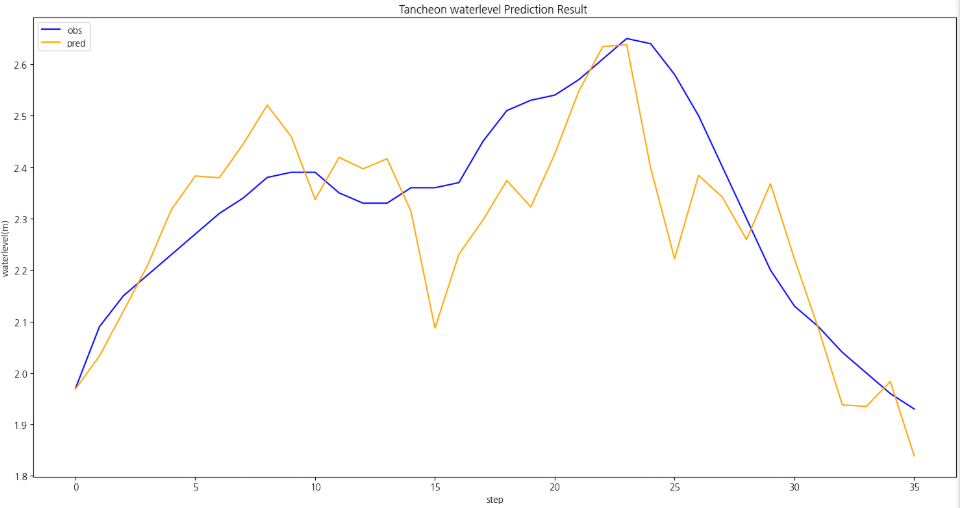 Tancheon waterlevel Prediction Result
obs
pred
waterlevel(m)
2.6
2.5
2.4
2.3
2.2
2.1
2.0
1.9
1.8
0 5 10 15 20 25 30 35
step